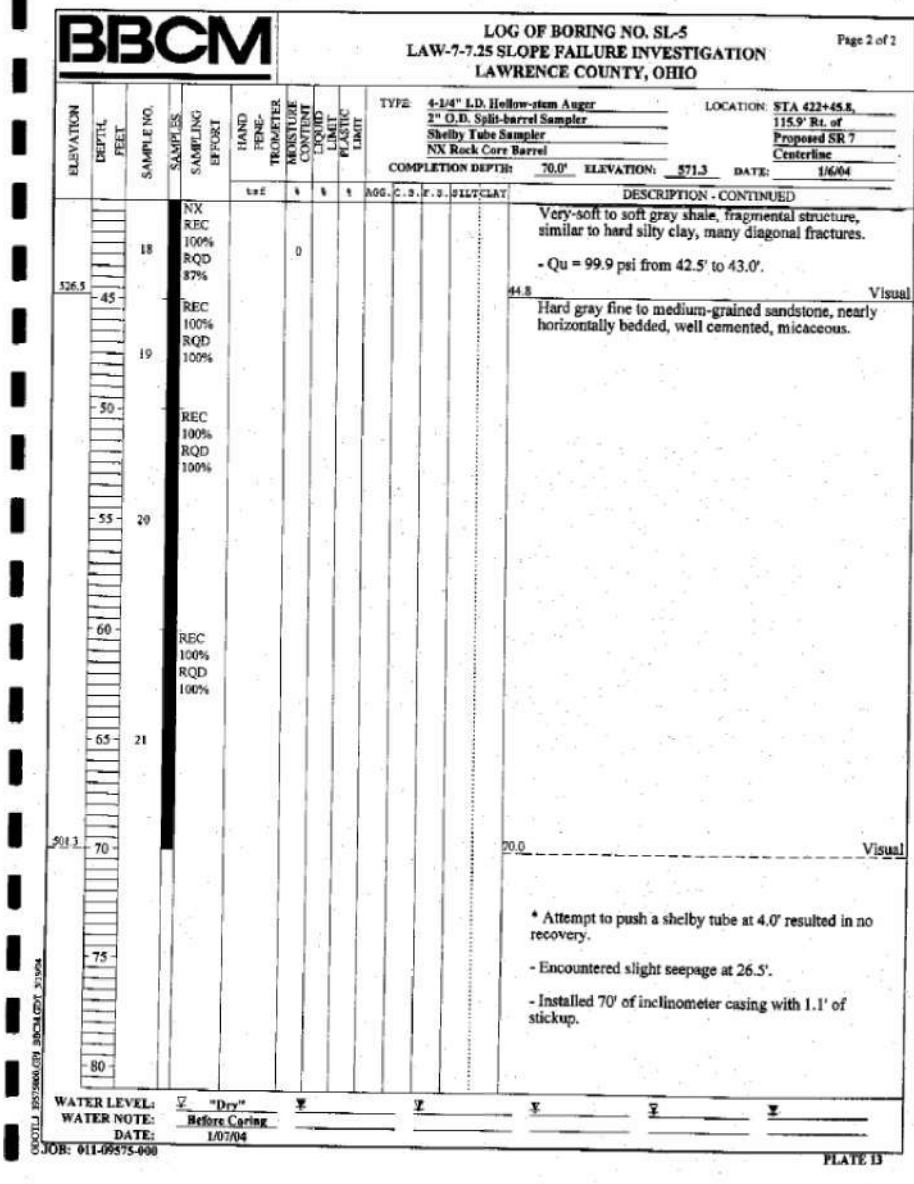 BBCM
LOG OF BORING NO. SL-5
LAW-7-7.25 SLOPE FAILURE INVESTIGATION
LAWRENCE COUNTY, OHIO
Page 2 of 2
ELEVATION
DEPTH, FEET
SAMPLE NO.
SAMPLES
SAMPLING EFFORT
HAND PENE-TROMETER
MOISTURE CONTENT
LIQUID LIMIT
PLASTIC LIMIT
TYPE: 4-1/4" I.D. Hollow-stem Auger
2" O.D. Split-barrel Sampler
Shelby Tube Sampler
NX Rock Core Barrel
LOCATION: STA 422+45.8,
115.9' Rt. of
Proposed SR 7
Centerline
COMPLETION DEPTH: 70.0' ELEVATION: 571.3 DATE: 1/6/04
tsf % % % AGG. C.S. F.S. SILT CLAY DESCRIPTION - CONTINUED
NX
REC
100%
RQD
87%
18
0
Very-soft to soft gray shale, fragmental structure,
similar to hard silty clay, many diagonal fractures.
- Qu = 99.9 psi from 42.5' to 43.0'.
526.5
44.8 Visual
45
REC
100%
RQD
100%
19
Hard gray fine to medium-grained sandstone, nearly
horizontally bedded, well cemented, micaceous.
50
REC
100%
RQD
100%
55 20
60
REC
100%
RQD
100%
65 21
501.3 70 70.0 Visual
* Attempt to push a shelby tube at 4.0' resulted in no
recovery.
75
- Encountered slight seepage at 26.5'.
- Installed 70' of inclinometer casing with 1.1' of
stickup.
80
WATER LEVEL: "Dry"
WATER NOTE: Before Coring
DATE: 1/07/04
JOB: 011-09575-000
PLATE 13